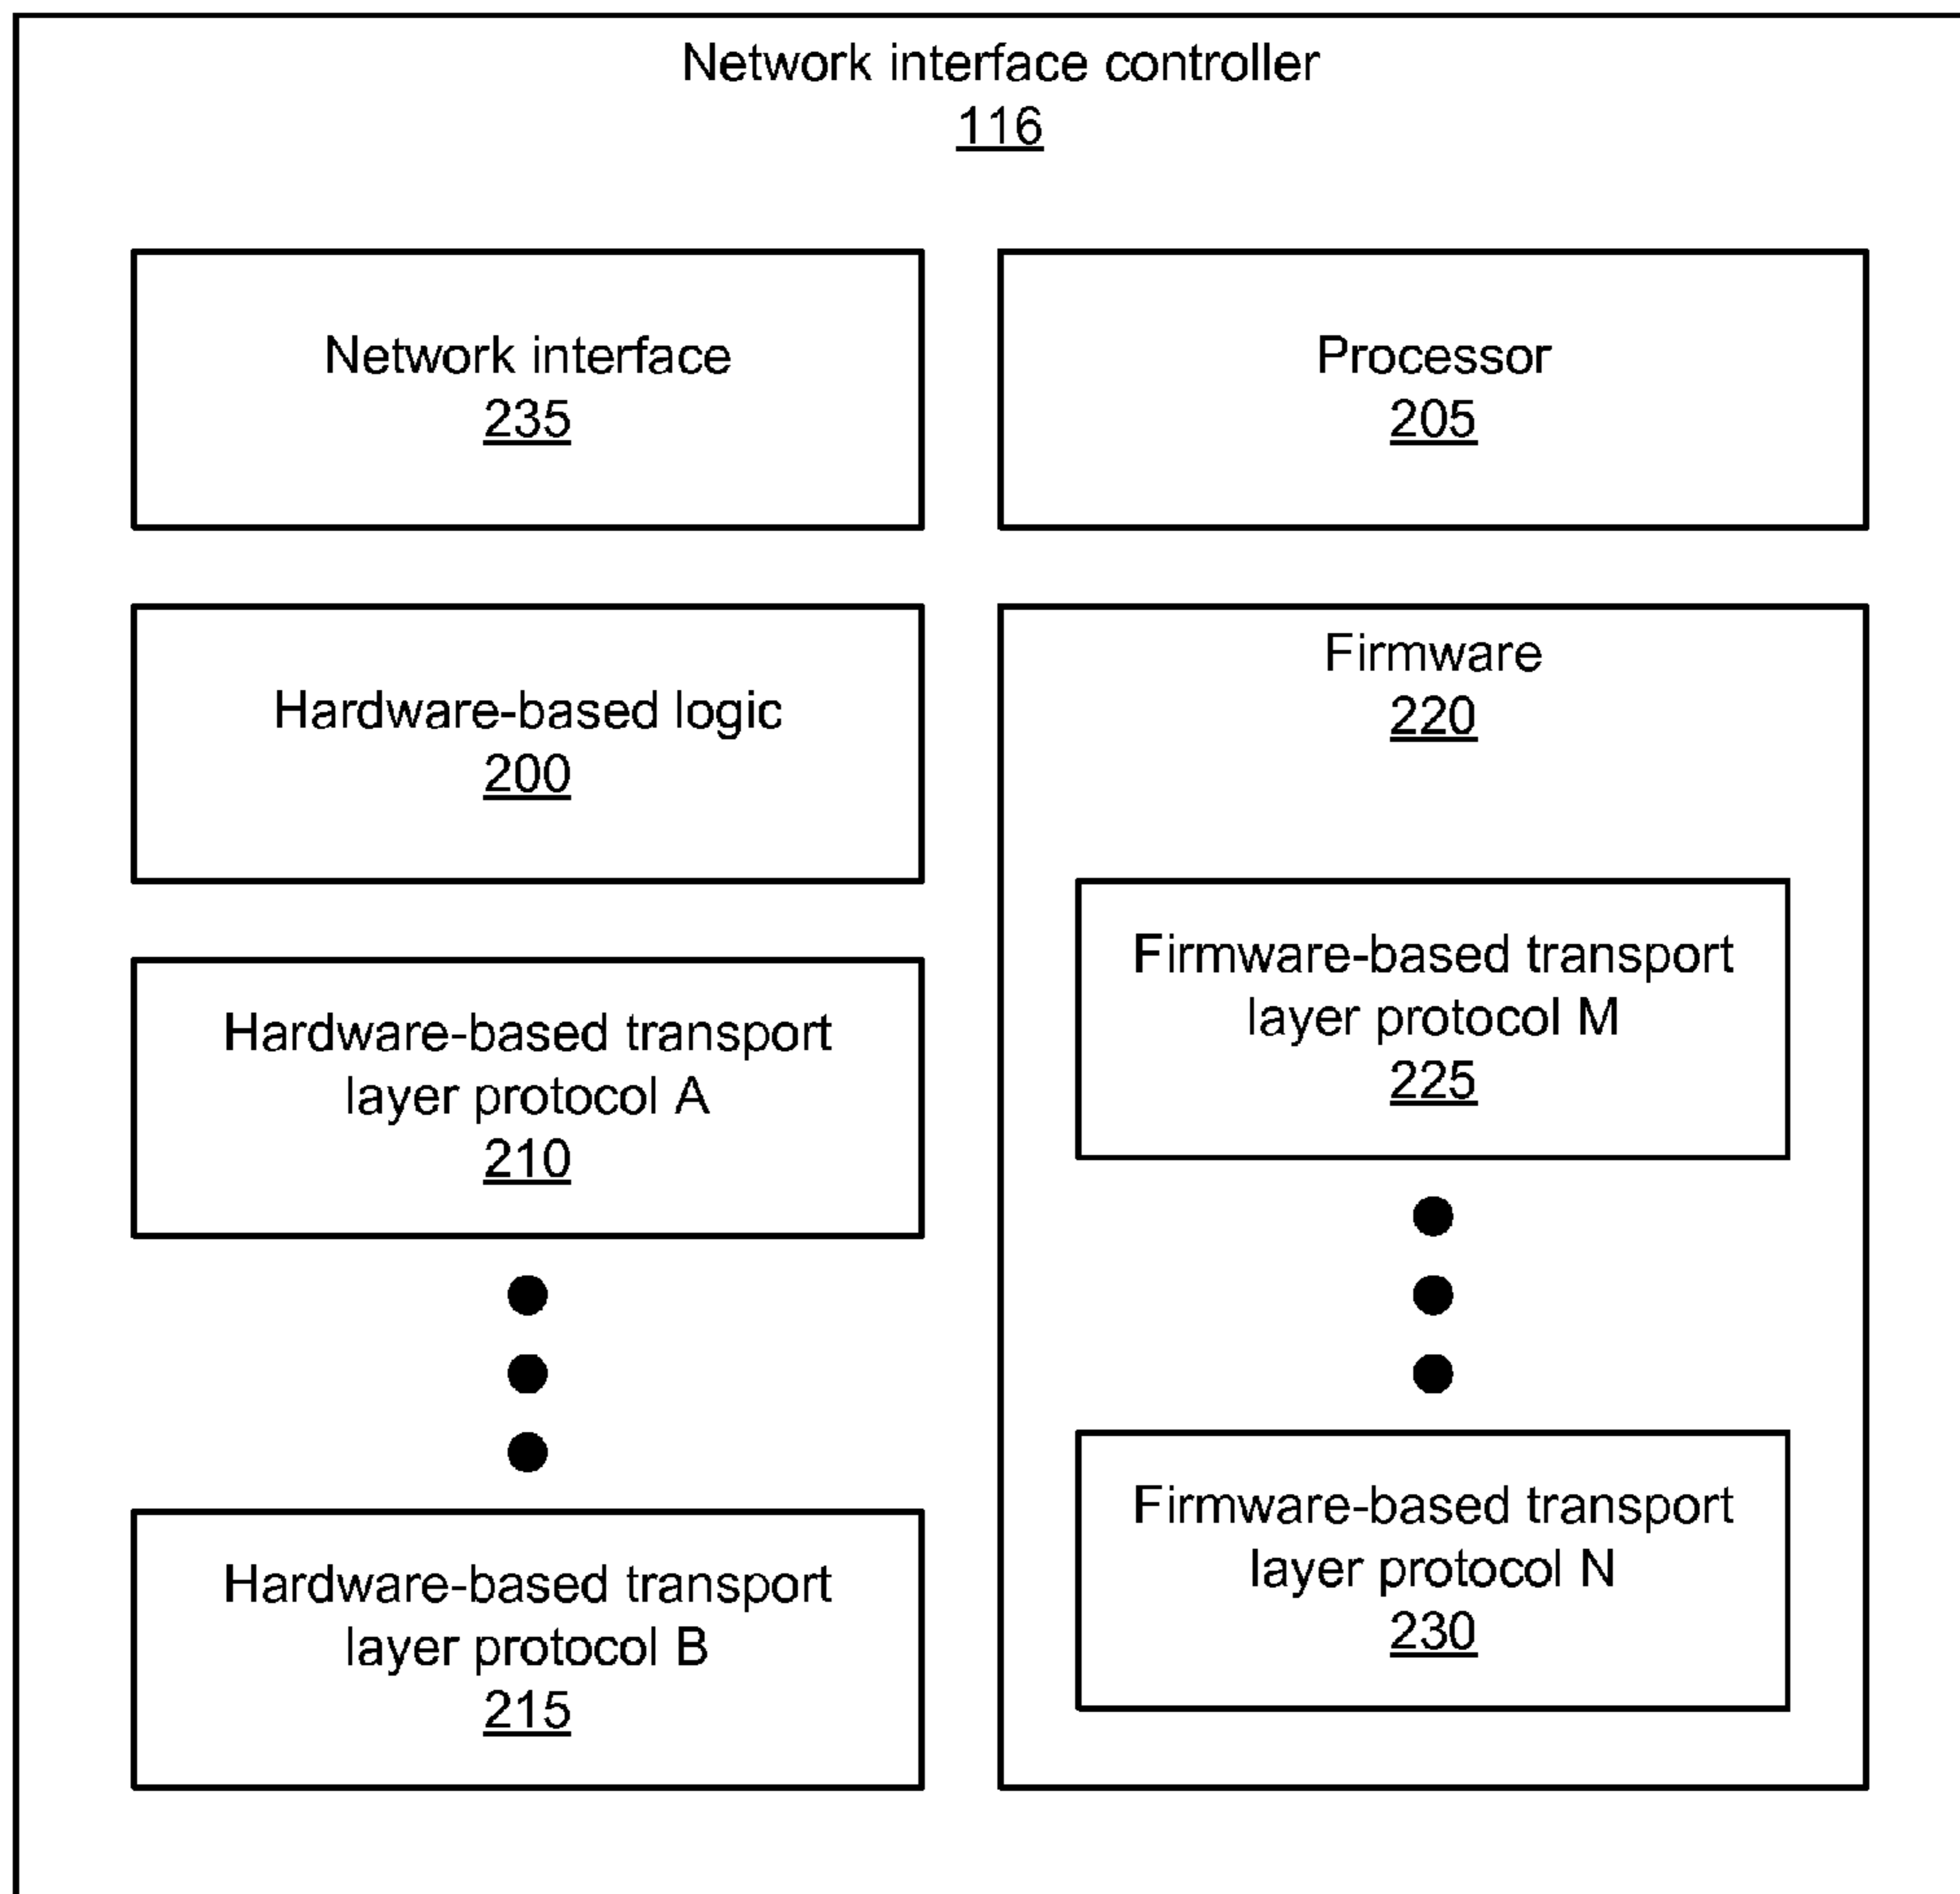 Network interface controller
116
Network interface
235
Processor
205
Hardware-based logic
200
Firmware
220
Hardware-based transport
layer protocol A
210
Firmware-based transport
layer protocol M
225
Hardware-based transport
layer protocol B
215
Firmware-based transport
layer protocol N
230